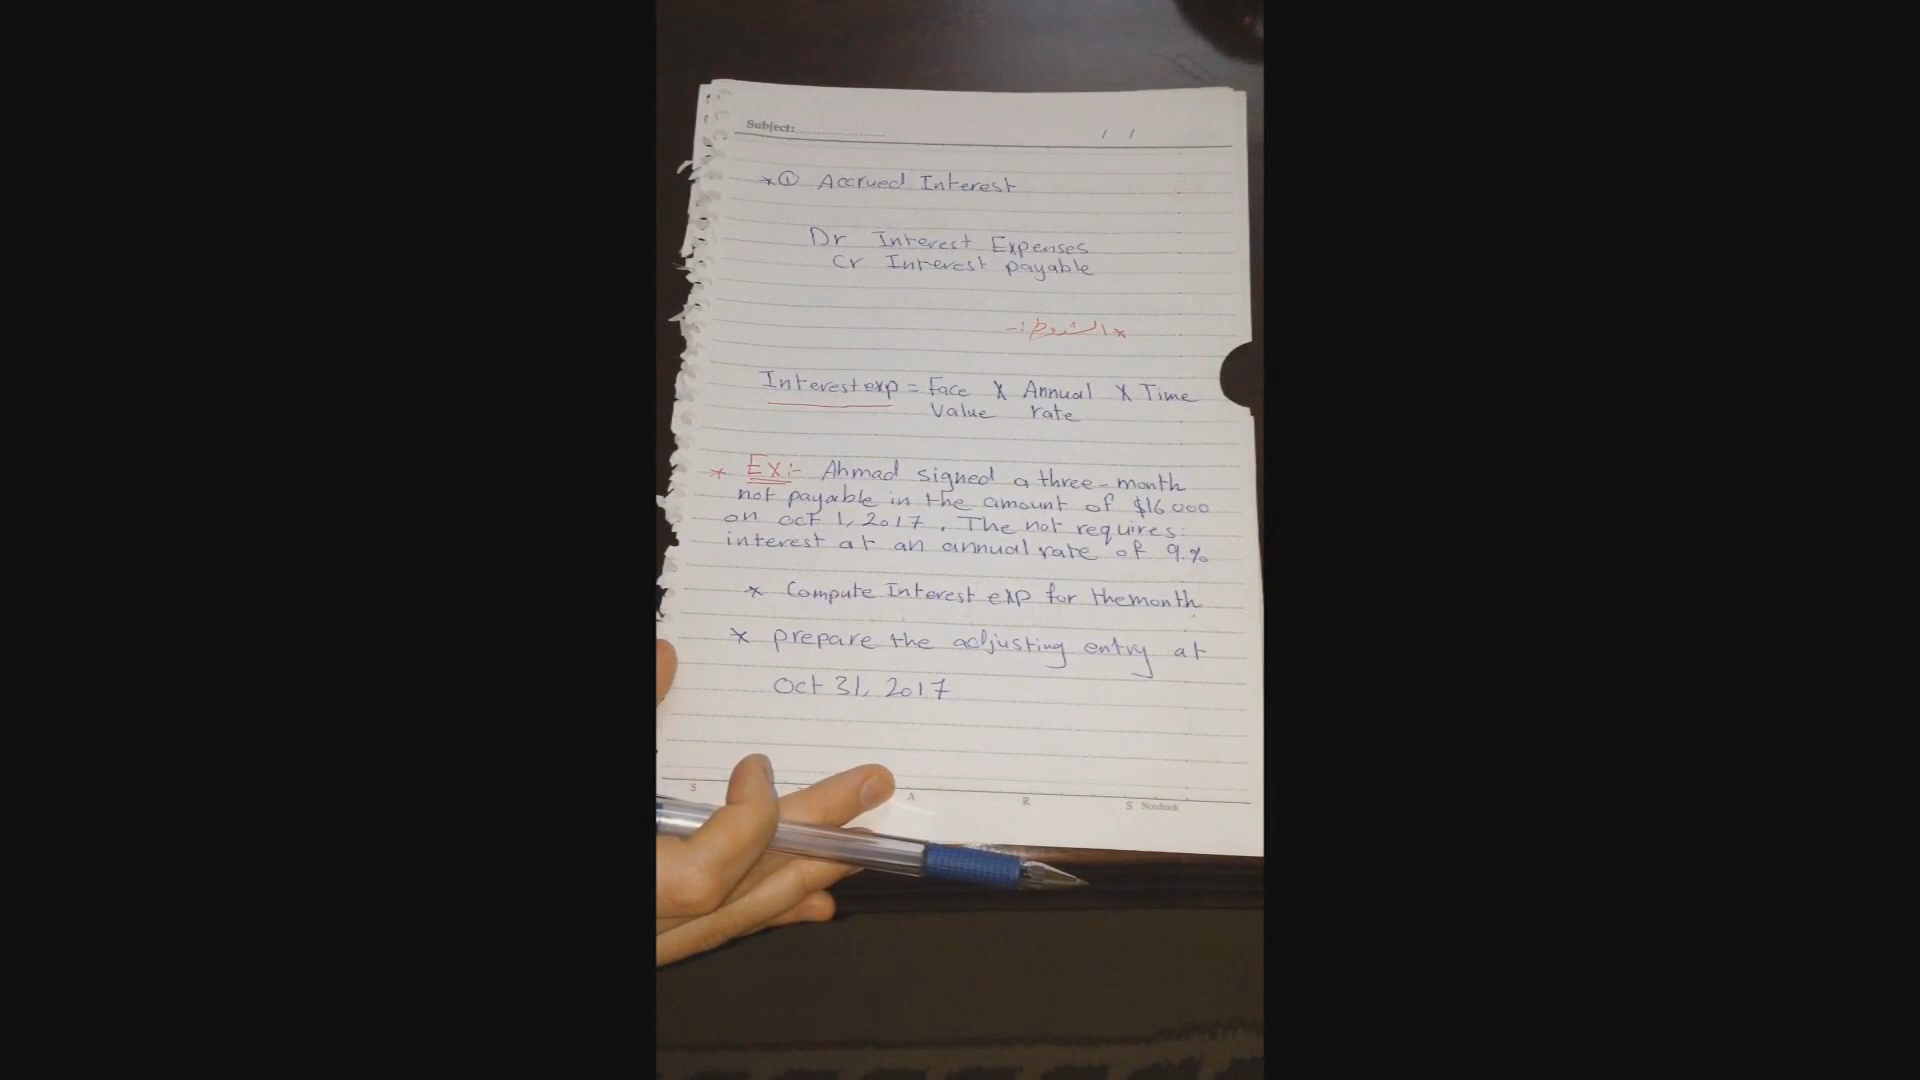 Subject:
/ /
*① Accrued Interest
Dr Interest Expenses
Cr Interest payable
* الشروط :-
Interest exp = Face X Annual X Time
Value rate
* Ex:- Ahmad signed a three-month
not payable in the amount of $16000
on oct 1, 2017. The not requires
interest at an annual rate of 9.%
* Compute Interest exp for the month
* prepare the adjusting entry at
Oct 31, 2017
S A R S Notebook